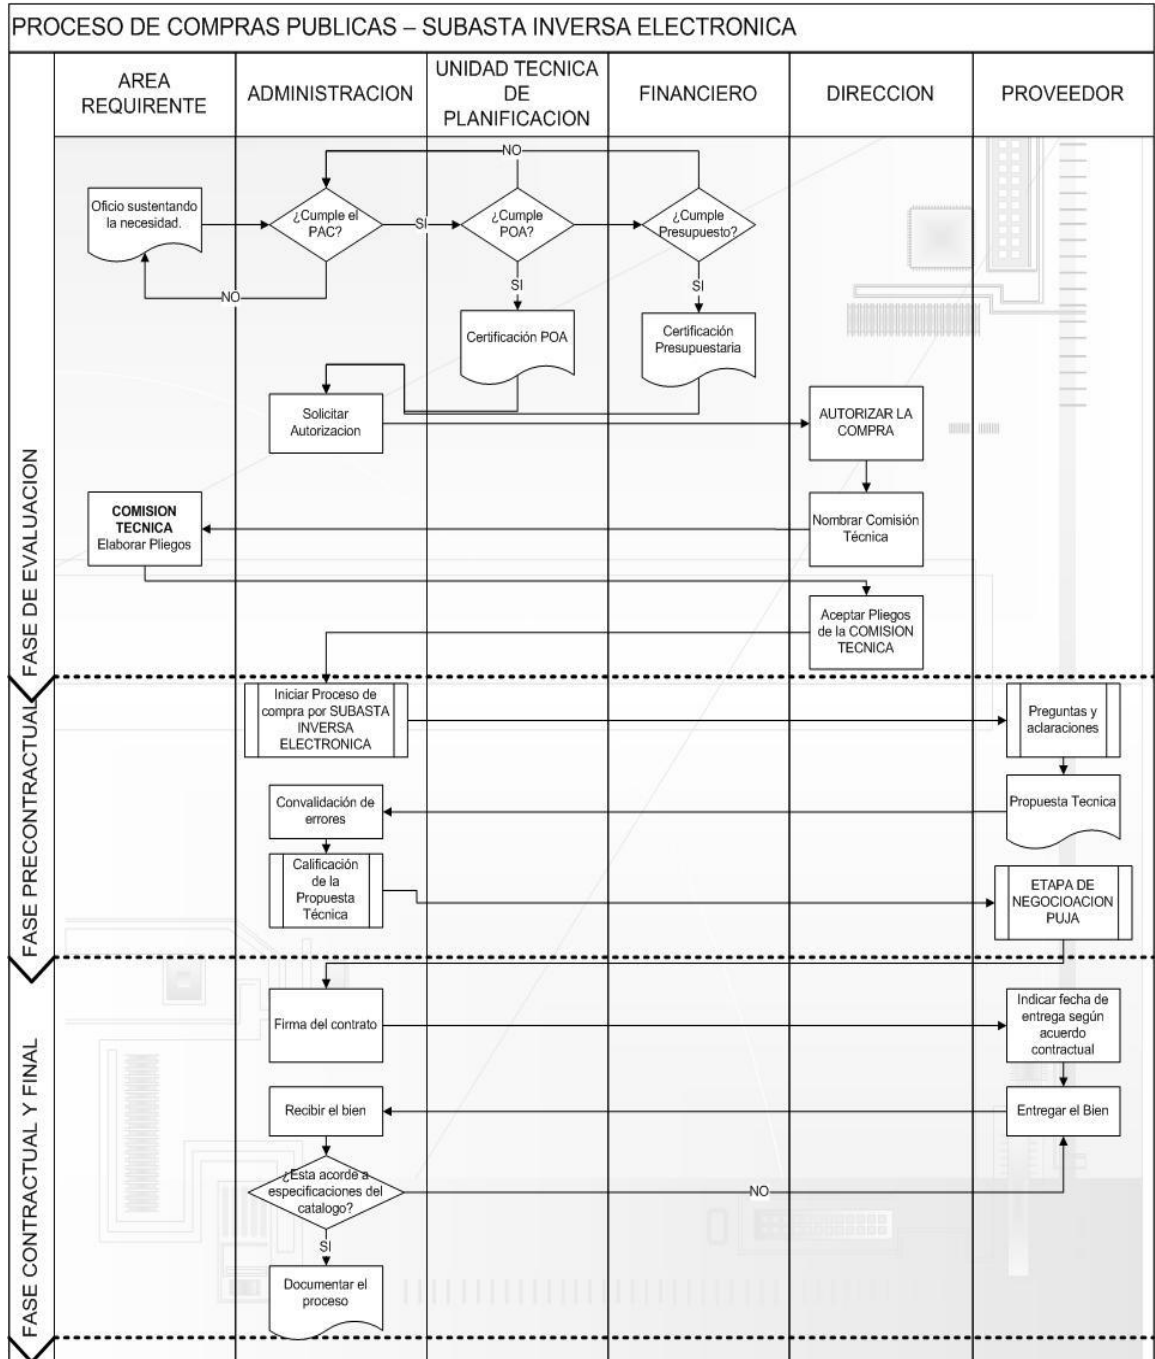 PROCESO DE COMPRAS PUBLICAS – SUBASTA INVERSA ELECTRONICA
AREA
REQUIRENTE
ADMINISTRACION
UNIDAD TECNICA
DE
PLANIFICACION
FINANCIERO
DIRECCION
PROVEEDOR
FASE DE EVALUACION
NO
Oficio sustentando
la necesidad.
¿Cumple el
PAC?
SI
¿Cumple
POA?
¿Cumple
Presupuesto?
NO
SI
SI
Certificación POA
Certificación
Presupuestaria
Solicitar
Autorizacion
AUTORIZAR LA
COMPRA
COMISION
TECNICA
Elaborar Pliegos
Nombrar Comisión
Técnica
Aceptar Pliegos
de la COMISION
TECNICA
FASE PRECONTRACTUAL
Iniciar Proceso de
compra por SUBASTA
INVERSA
ELECTRONICA
Preguntas y
aclaraciones
Convalidación de
errores
Propuesta Tecnica
Calificación
de la
Propuesta
Técnica
ETAPA DE
NEGOCIOACION
PUJA
FASE CONTRACTUAL Y FINAL
Firma del contrato
Indicar fecha de
entrega según
acuerdo
contractual
Recibir el bien
Entregar el Bien
¿Esta acorde a
especificaciones del
catalogo?
NO
SI
Documentar el
proceso